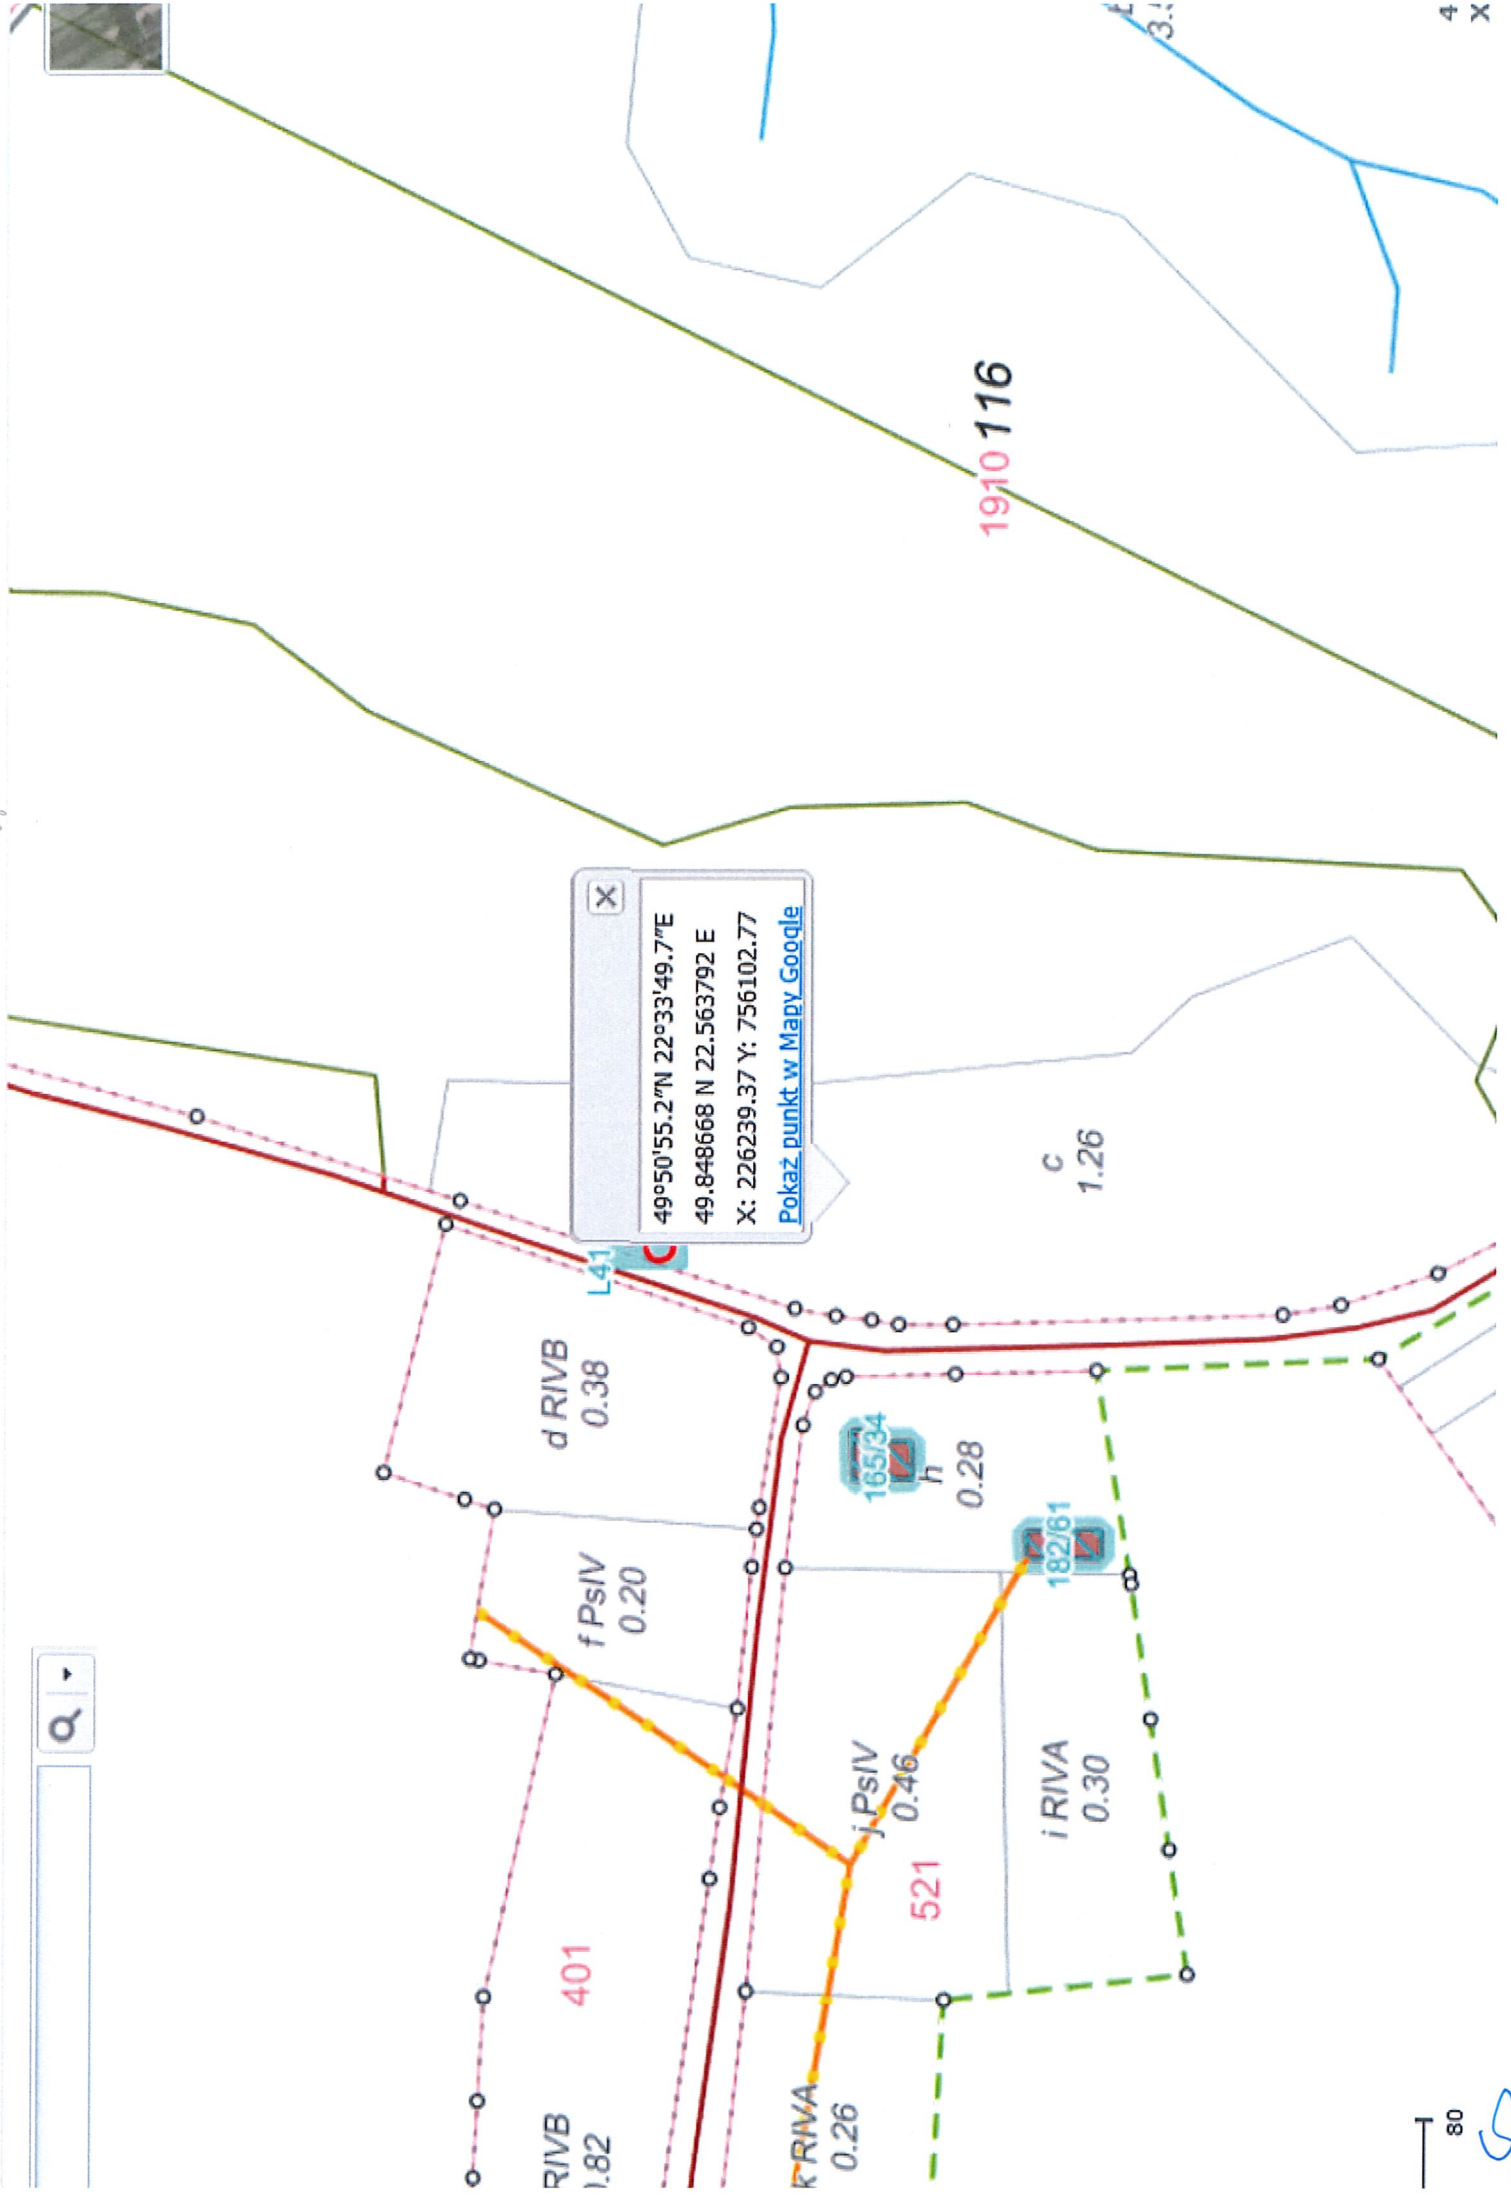 49°50'55.2"N 22°33'49.7"E
49.848668 N 22.563792 E
X: 226239.37 Y: 756102.77
Pokaż punkt w Mapy Google
L41
d RIVB
0.38
f PsIV
0.20
401
RIVB
.82
1910 116
c
1.26
165/34
h
0.28
182/61
j PsIV
0.46
521
i RIVA
0.30
k RIVA
0.26
80
4
X